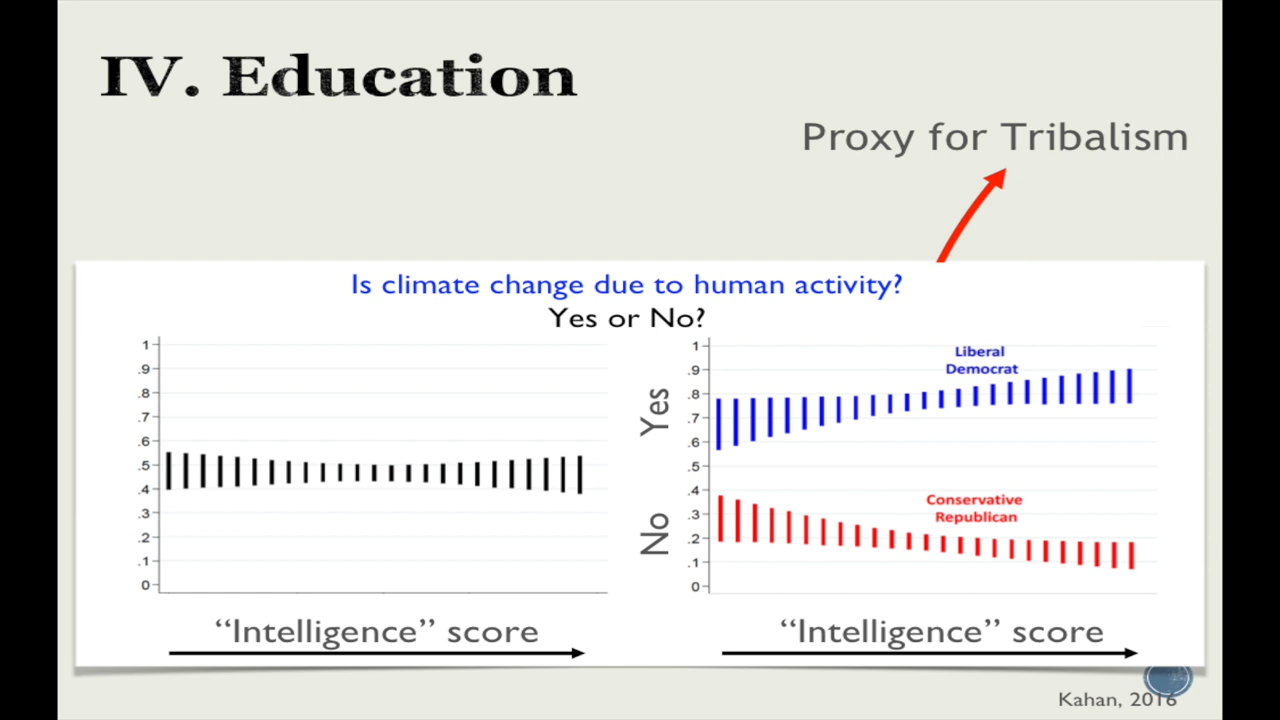 IV. Education
Proxy for Tribalism
Is climate change due to human activity?
Yes or No?
1
.9
.8
.7
.6
.5
.4
.3
.2
.1
0
"Intelligence" score
Yes
No
1
.9
.8
.7
.6
.5
.4
.3
.2
.1
0
Liberal
Democrat
Conservative
Republican
"Intelligence" score
Kahan, 2016